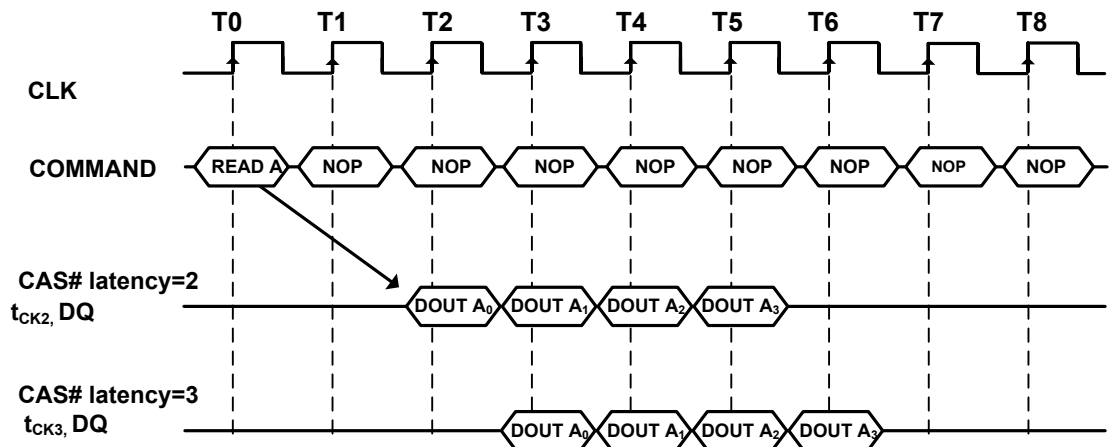 T0 T1 T2 T3 T4 T5 T6 T7 T8
CLK
COMMAND READ A NOP NOP NOP NOP NOP NOP NOP NOP
CAS# latency=2
tCK2, DQ DOUT A0 DOUT A1 DOUT A2 DOUT A3
CAS# latency=3
tCK3, DQ DOUT A0 DOUT A1 DOUT A2 DOUT A3